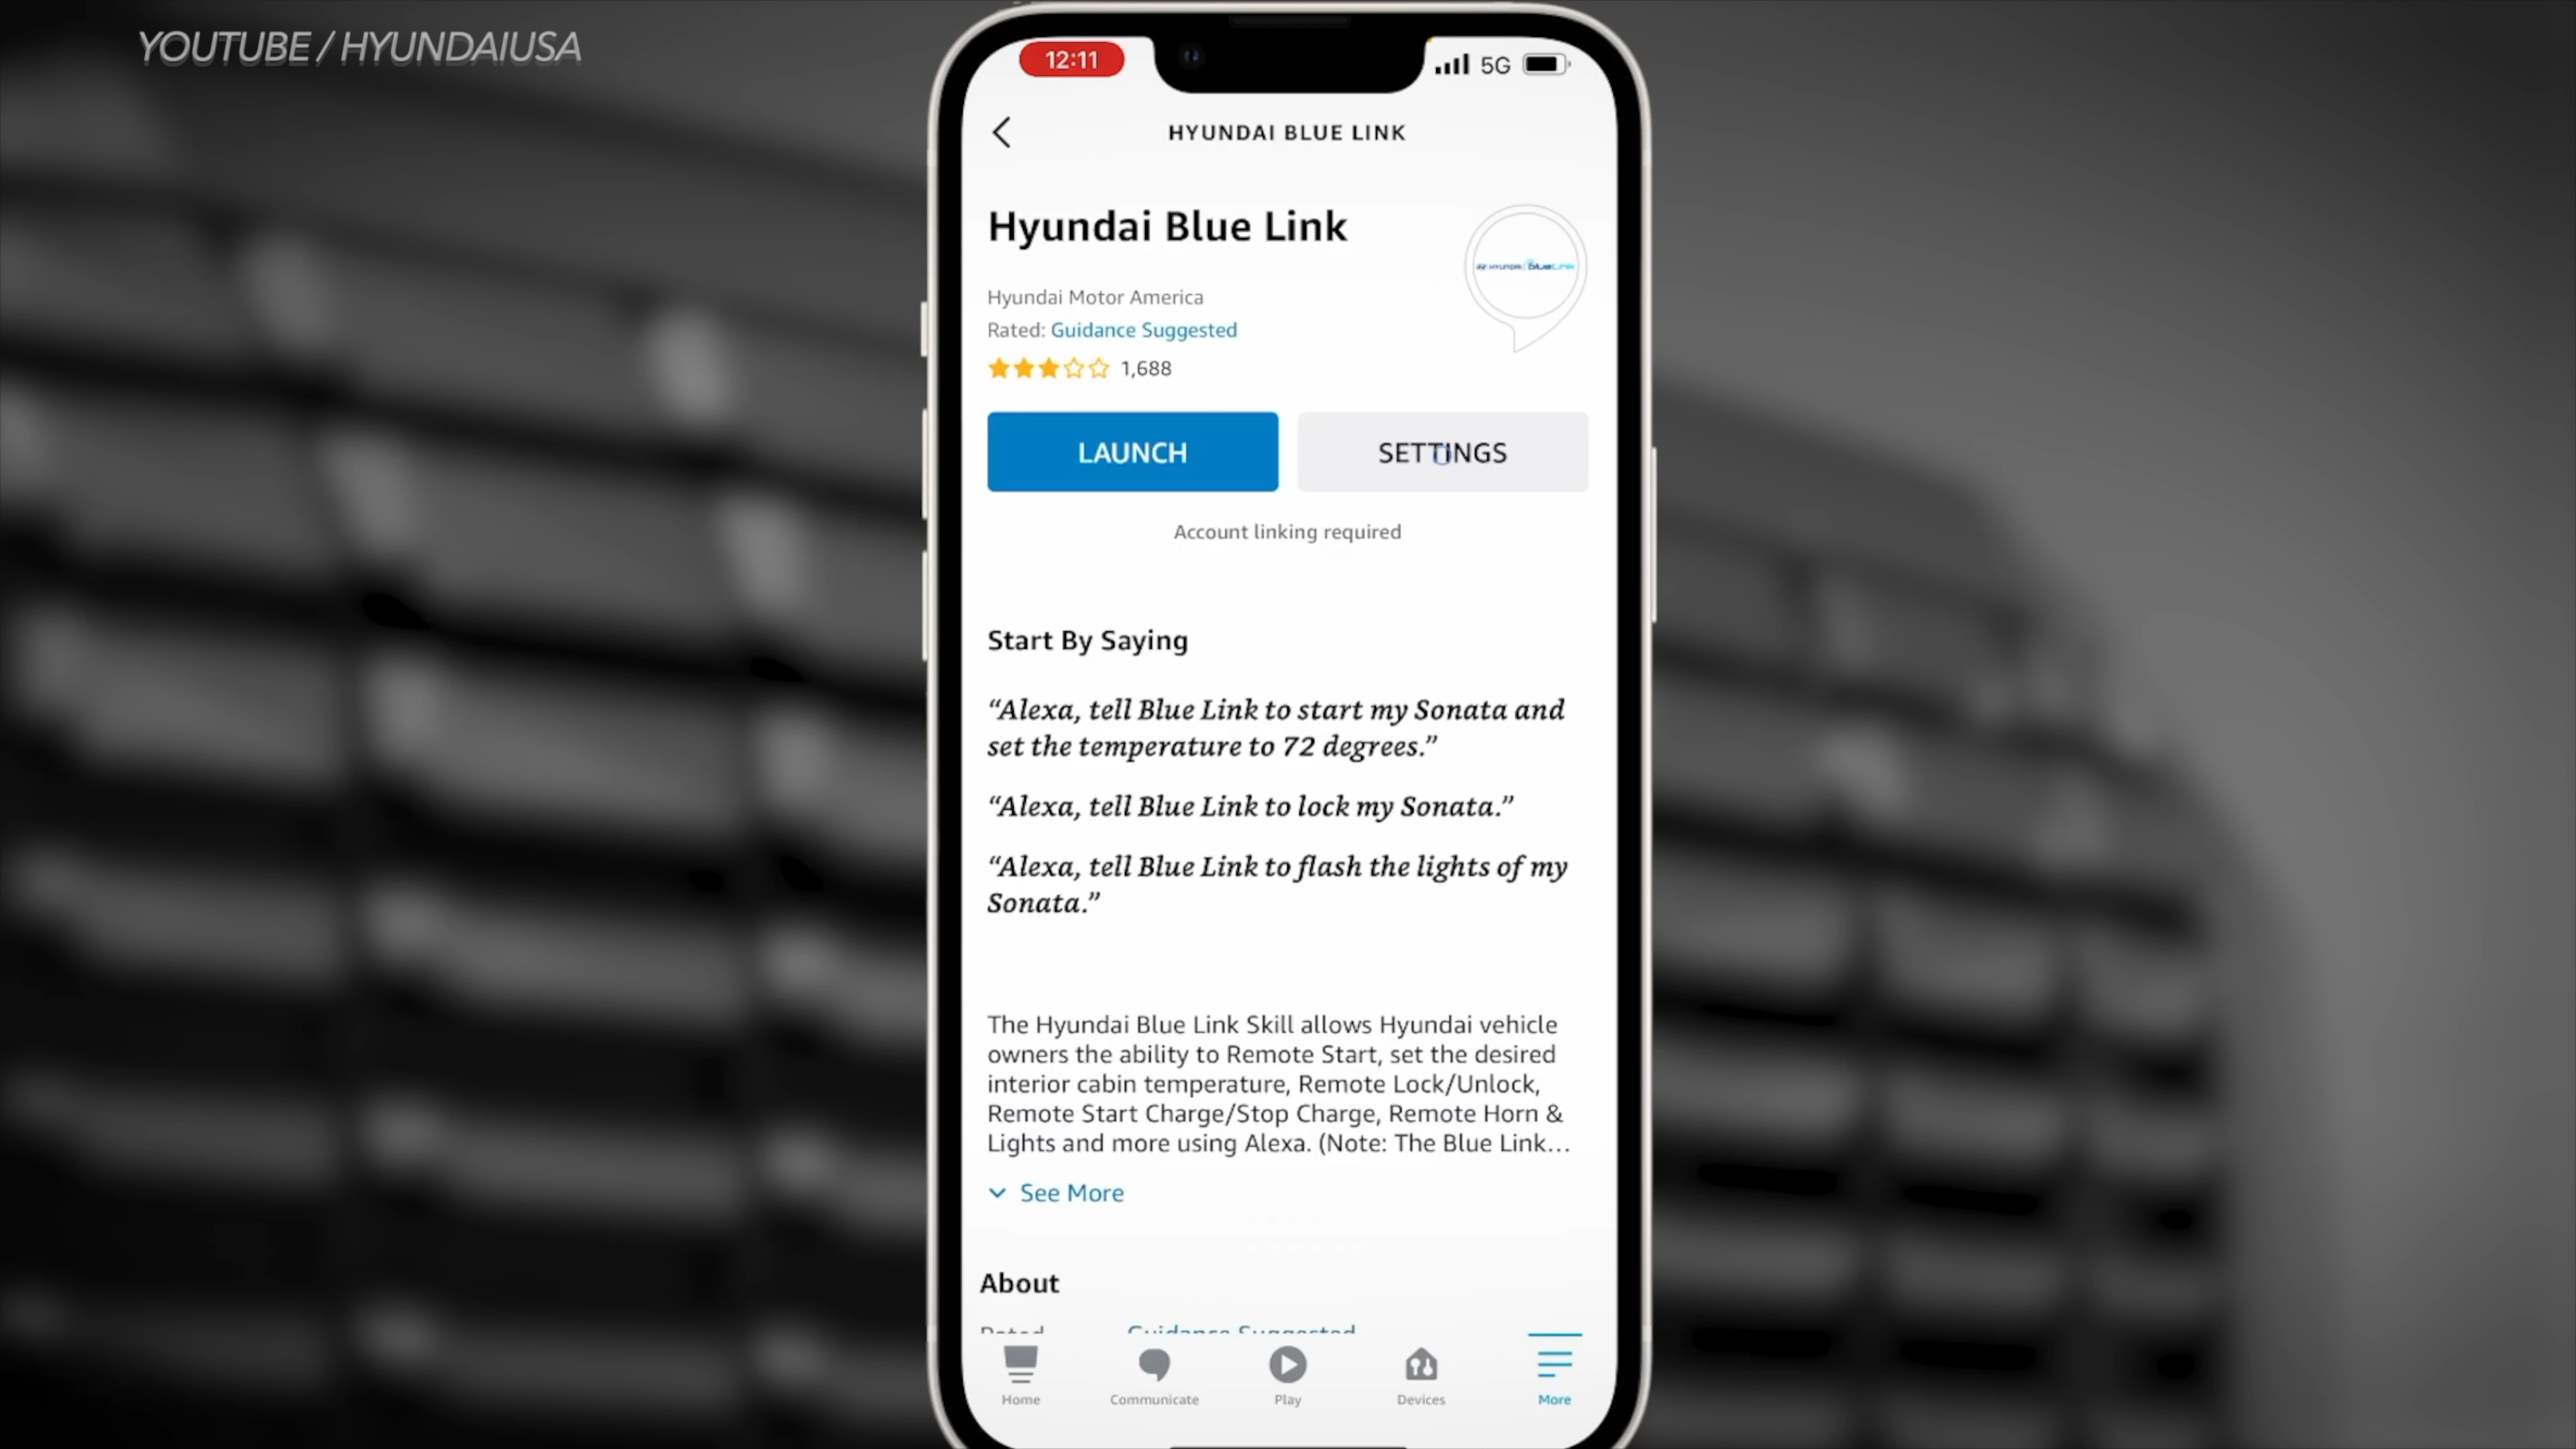 YOUTUBE / HYUNDAIUSA
12:11
5G
HYUNDAI BLUE LINK
Hyundai Blue Link
HYUNDAI blueLink
Hyundai Motor America
Rated: Guidance Suggested
1,688
LAUNCH
SETTINGS
Account linking required
Start By Saying
“Alexa, tell Blue Link to start my Sonata and
set the temperature to 72 degrees.”
“Alexa, tell Blue Link to lock my Sonata.”
“Alexa, tell Blue Link to flash the lights of my
Sonata.”
The Hyundai Blue Link Skill allows Hyundai vehicle
owners the ability to Remote Start, set the desired
interior cabin temperature, Remote Lock/Unlock,
Remote Start Charge/Stop Charge, Remote Horn &
Lights and more using Alexa. (Note: The Blue Link...
See More
About
Rated
Guidance Suggested
Home
Communicate
Play
Devices
More